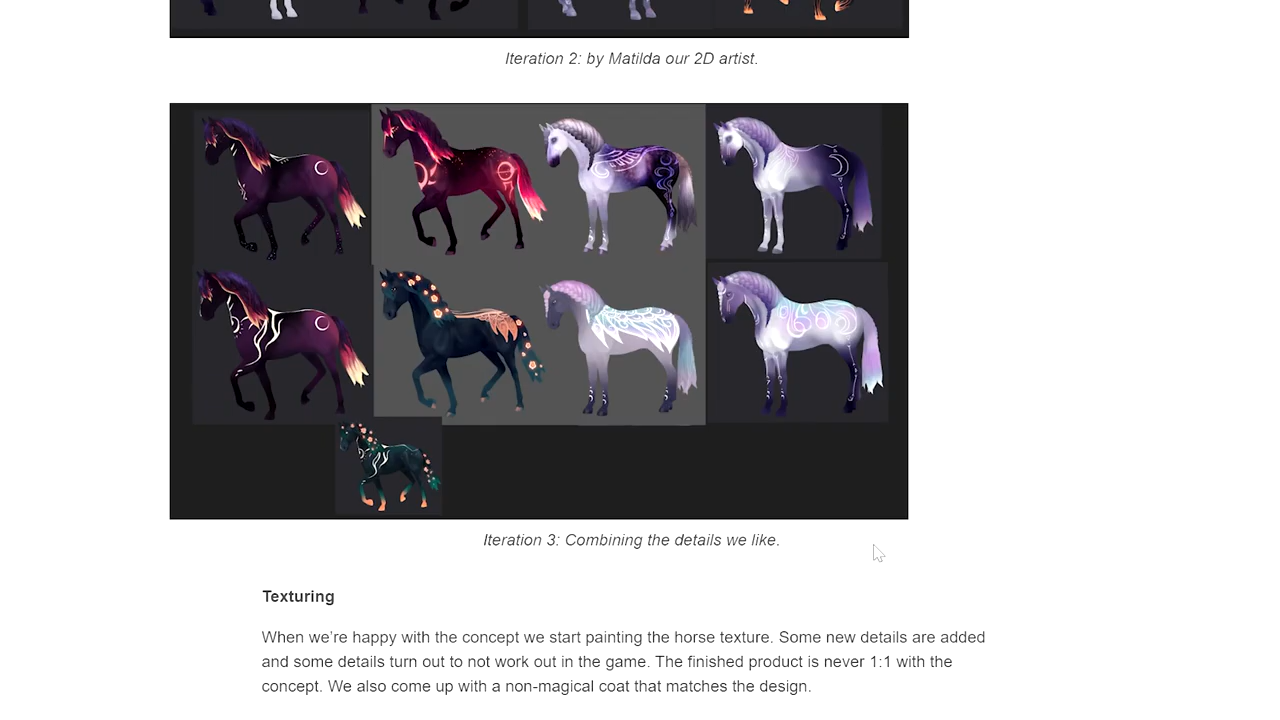 Iteration 2: by Matilda our 2D artist.
Iteration 3: Combining the details we like.
Texturing
When we're happy with the concept we start painting the horse texture. Some new details are added
and some details turn out to not work out in the game. The finished product is never 1:1 with the
concept. We also come up with a non-magical coat that matches the design.